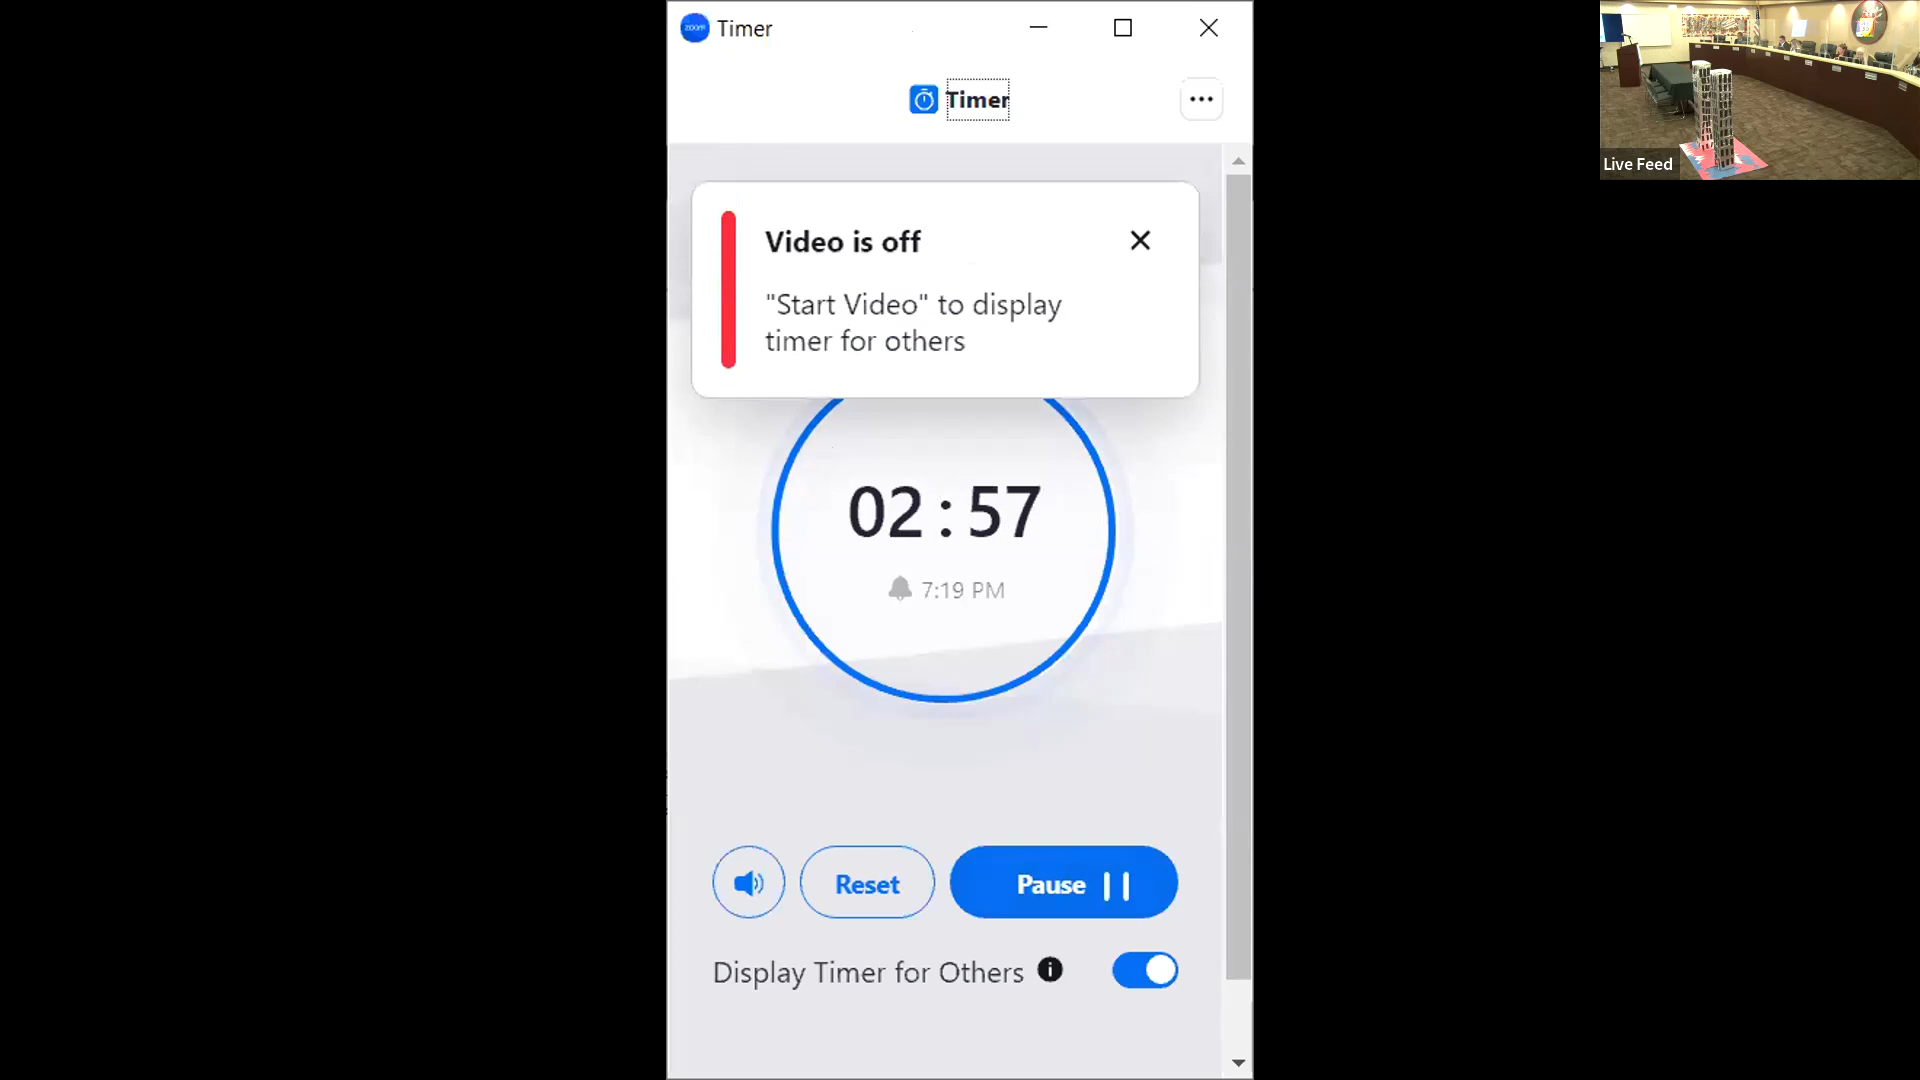 zoom
Timer
Timer
Video is off
"Start Video" to display
timer for others
02:57
7:19 PM
Reset
Pause
Display Timer for Others
Live Feed